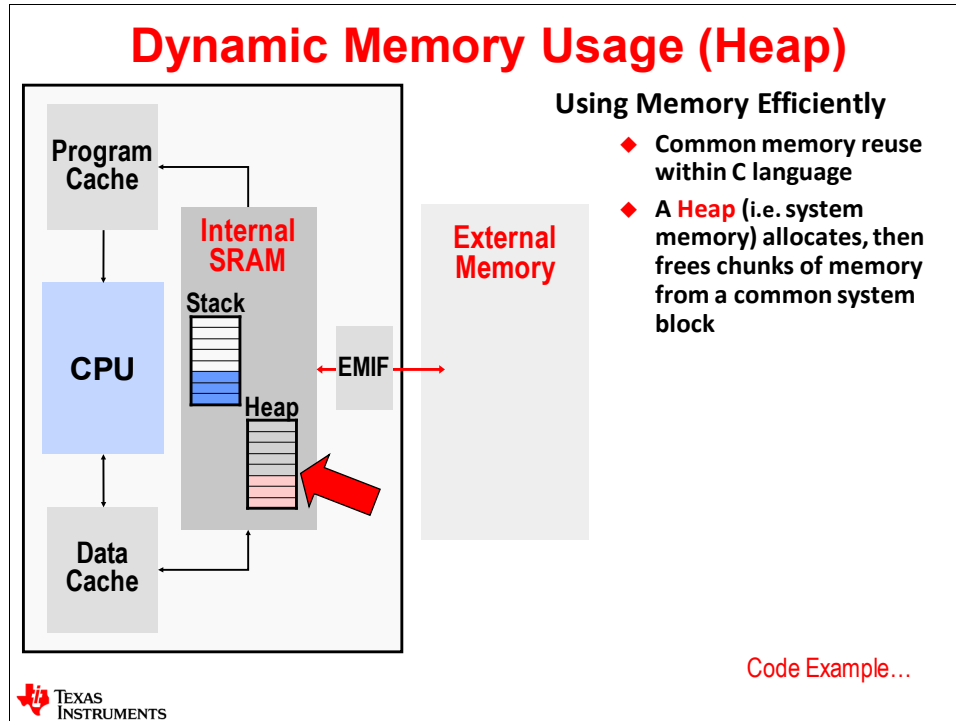 Dynamic Memory Usage (Heap)
Program
Cache
Internal
SRAM
Stack
CPU
Heap
Data
Cache
EMIF
External
Memory
Using Memory Efficiently
Common memory reuse
within C language
A Heap (i.e. system
memory) allocates, then
frees chunks of memory
from a common system
block
Code Example…
TEXAS
INSTRUMENTS